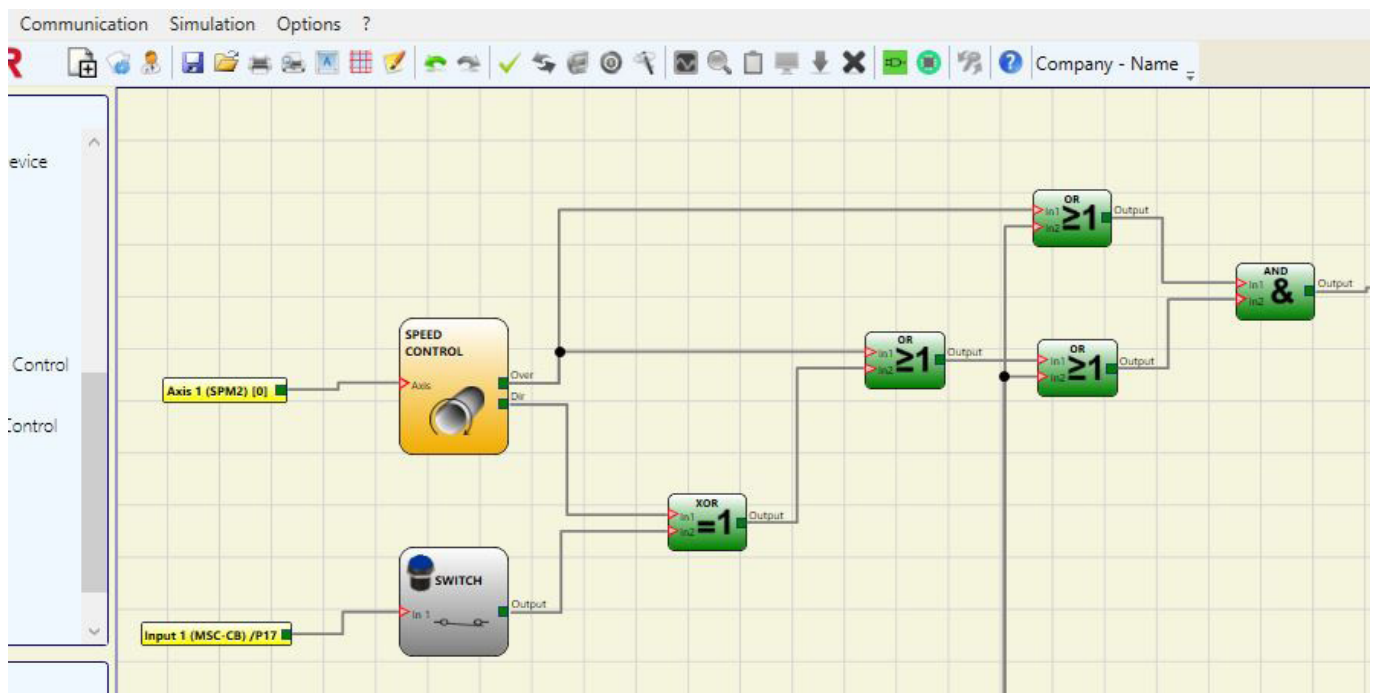 Communication Simulation Options ?
R
Company - Name
evice
Control
Control
OR
In1
In2
≥1
Output
AND
In1
In2
&
Output
SPEED
CONTROL
Axis
Over
Dir
Axis 1 (SPM2) [0]
OR
In1
In2
≥1
Output
OR
In1
In2
≥1
Output
XOR
In1
In2
=1
Output
SWITCH
In 1
Output
Input 1 (MSC-CB) /P17